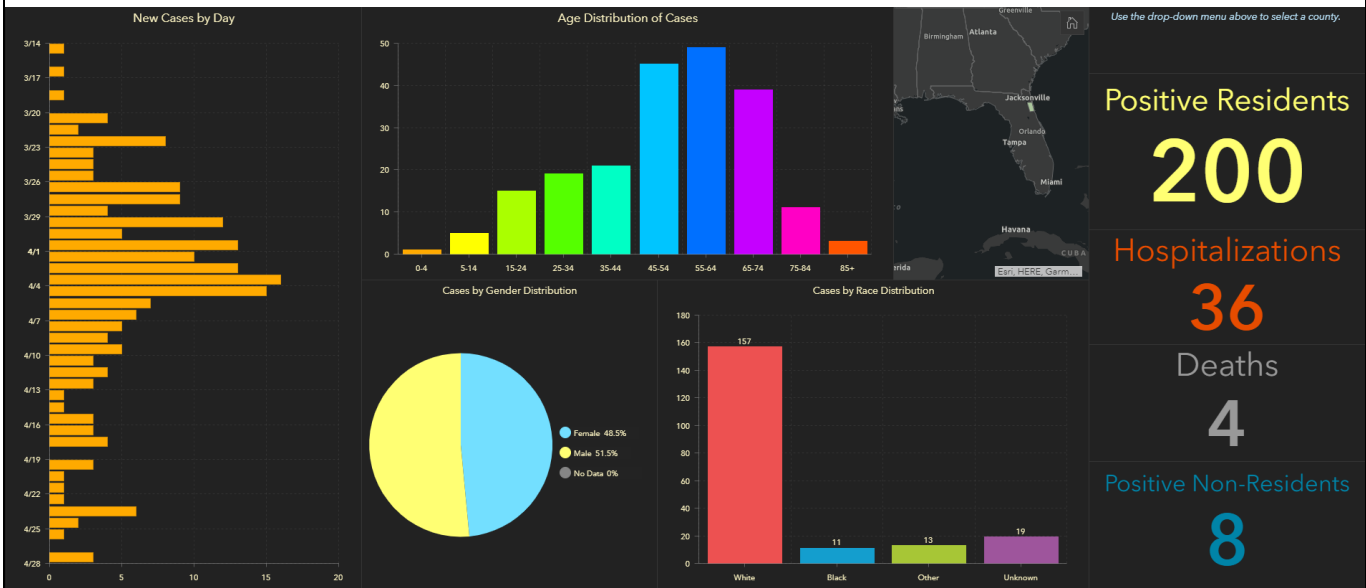 New Cases by Day
3/14
3/17
3/20
3/23
3/26
3/29
4/1
4/4
4/7
4/10
4/13
4/16
4/19
4/22
4/25
4/28
0 5 10 15 20
Age Distribution of Cases
50
40
30
20
10
0
0-4 5-14 15-24 25-34 35-44 45-54 55-64 65-74 75-84 85+
Greenville
Birmingham Atlanta
Jacksonville
Orlando
Tampa
Miami
Havana
CUBA
erida
Esri, HERE, Garm...
Cases by Gender Distribution
Female 48.5%
Male 51.5%
No Data 0%
Cases by Race Distribution
180
160
140
120
100
80
60
40
20
0
157
11
13
19
White Black Other Unknown
Use the drop-down menu above to select a county.
Positive Residents
200
Hospitalizations
36
Deaths
4
Positive Non-Residents
8